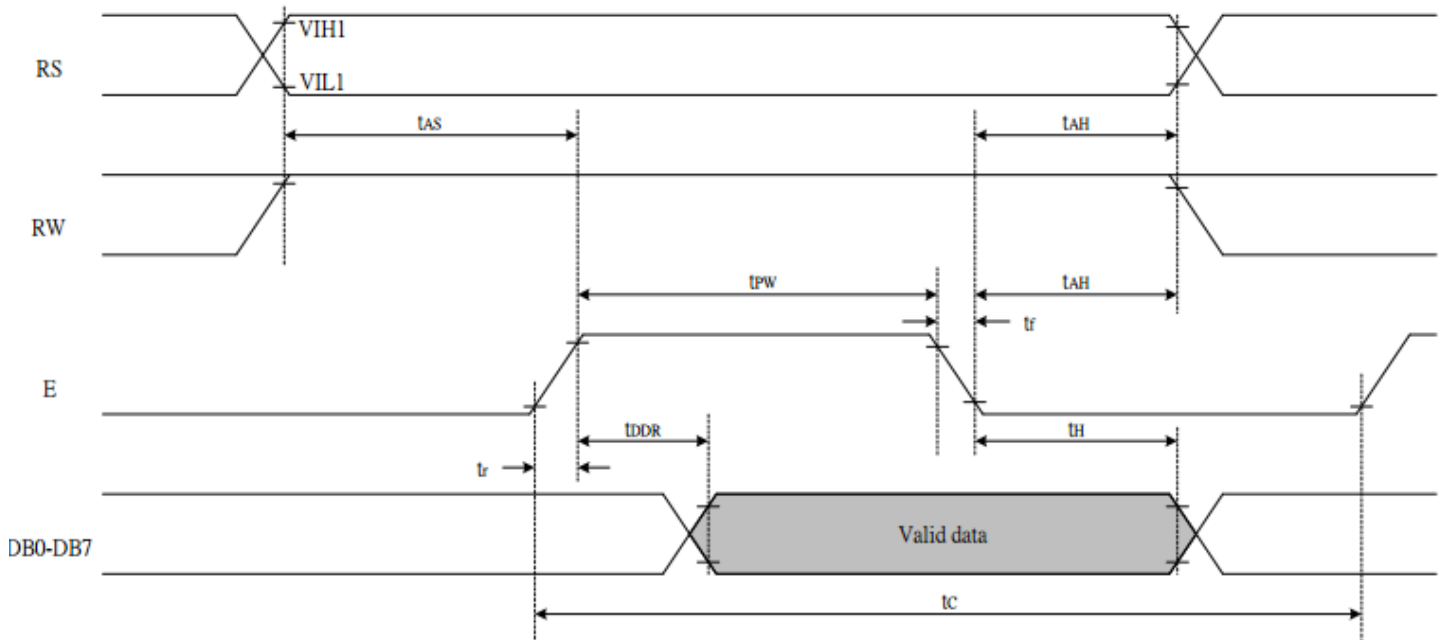 VIH1
RS
VIL1
tAS
tAH
RW
tPW
tAH
tf
E
tDDR
tH
tr
DB0-DB7
Valid data
tC